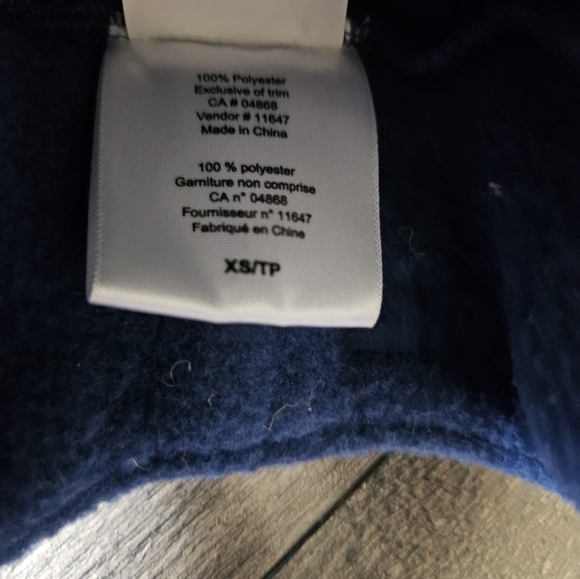 100% Polyester
Exclusive of trim
CA # 04868
Vendor # 11647
Made in China
100 % polyester
Garniture non comprise
CA n° 04868
Fournisseur n° 11647
Fabriqué en Chine
XS/TP